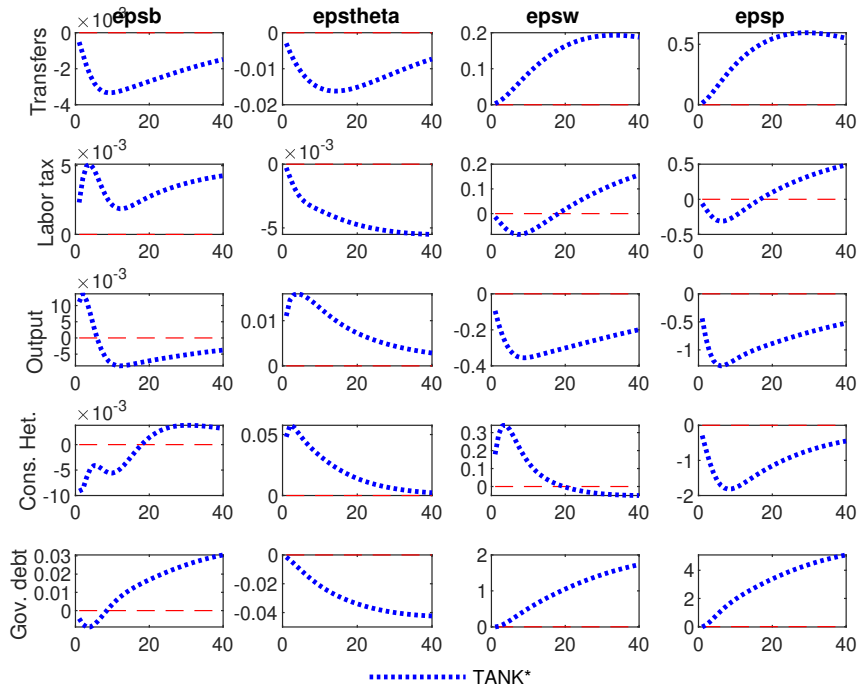 epsb epstheta epsw epsp
×10⁻³
Transfers
0 -2 -4
0 -0.01 -0.02
0.2 0.1 0
0.5 0
0 20 40 0 20 40 0 20 40 0 20 40
×10⁻³ ×10⁻³
Labor tax
5 0
-5
0.2 0.1 0
0.5 0 -0.5
0 20 40 0 20 40 0 20 40 0 20 40
×10⁻³
Output
10 5 0 -5
0.01 0
0 -0.2 -0.4
0 -0.5 -1
0 20 40 0 20 40 0 20 40 0 20 40
×10⁻³
Cons. Het.
0 -5 -10
0.05 0
0.3 0.2 0.1 0
0 -1 -2
0 20 40 0 20 40 0 20 40 0 20 40
Gov. debt
0.03 0.02 0.01 0
0 -0.02 -0.04
2 1 0
4 2 0
0 20 40 0 20 40 0 20 40 0 20 40
TANK*